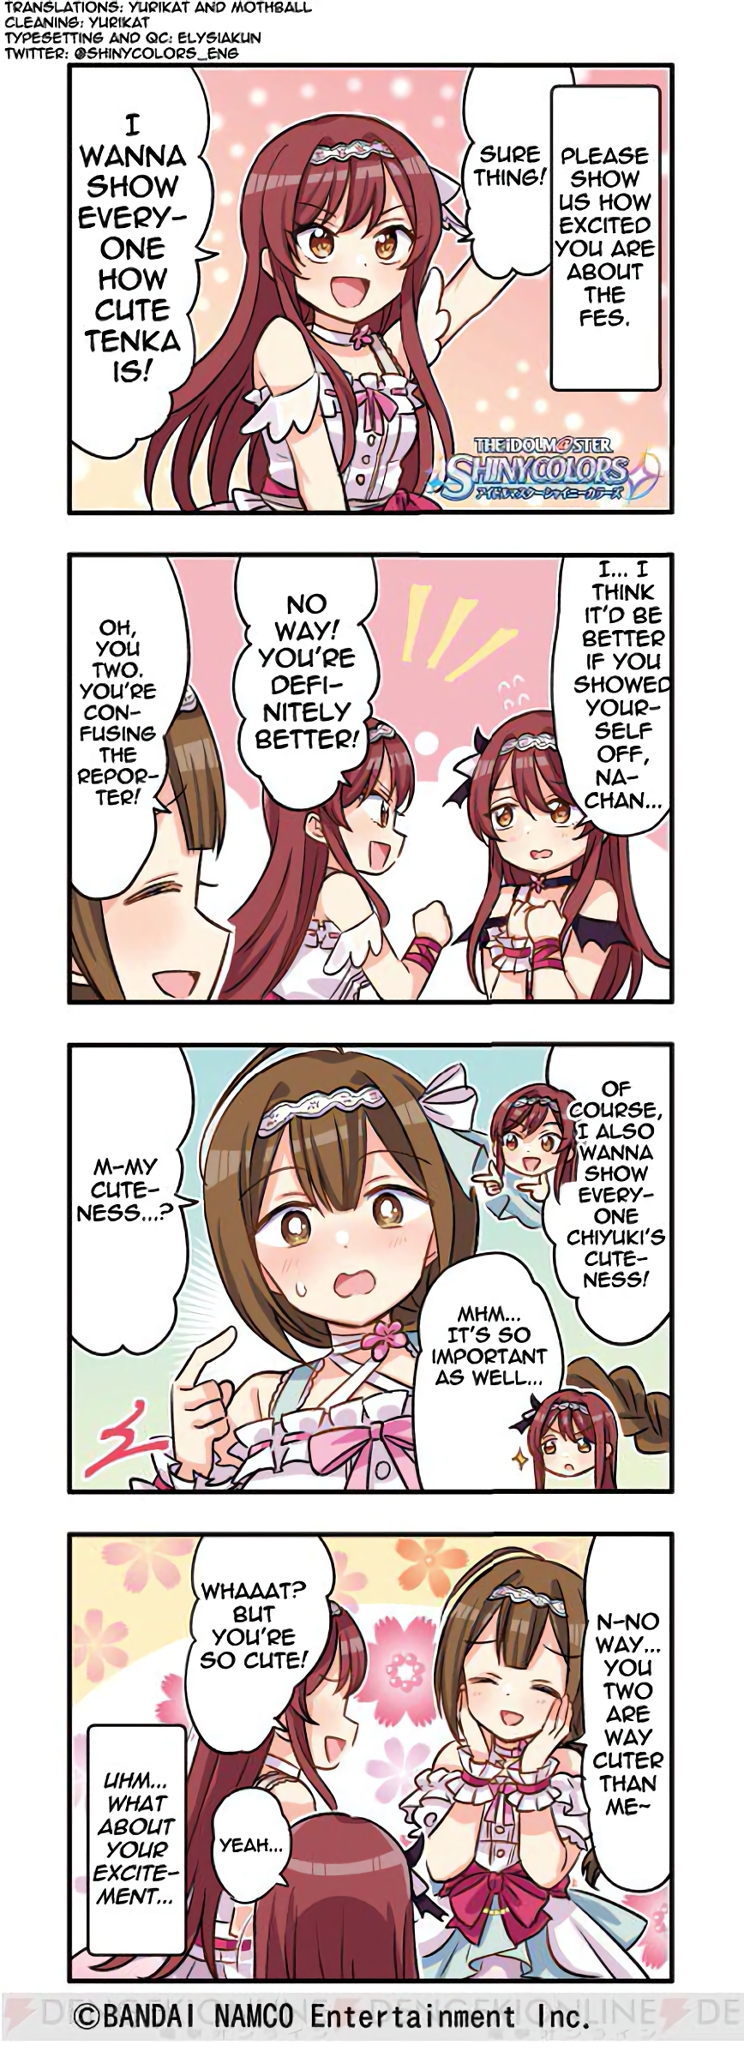 TRANSLATIONS: YURIKAT AND MOTHBALL
CLEANING: YURIKAT
TYPESETTING AND QC: ELYSIAKUN
TWITTER: @SHINYCOLORS_ENG
PLEASE
SHOW
US HOW
EXCITED
YOU ARE
ABOUT
THE
FES.
SURE
THING!
I
WANNA
SHOW
EVERY-
ONE
HOW
CUTE
TENKA
IS!
THE iDOLM@STER
SHINYCOLORS
アイドルマスターシャイニーカラーズ
I... I
THINK
IT'D BE
BETTER
IF YOU
SHOWED
YOUR-
SELF
OFF,
NA-
CHAN...
NO
WAY!
YOU'RE
DEFI-
NITELY
BETTER!
OH,
YOU
TWO.
YOU'RE
CON-
FUSING
THE
REPOR-
TER!
OF
COURSE,
I ALSO
WANNA
SHOW
EVERY-
ONE
CHIYUKI'S
CUTE-
NESS!
MHM...
IT'S SO
IMPORTANT
AS WELL...
M-MY
CUTE-
NESS...?
N-NO
WAY...
YOU
TWO
ARE
WAY
CUTER
THAN
ME~
WHAAAT?
BUT
YOU'RE
SO CUTE!
YEAH...
UHM...
WHAT
ABOUT
YOUR
EXCITE-
MENT...
©BANDAI NAMCO Entertainment Inc.
DENGEKIONLINE